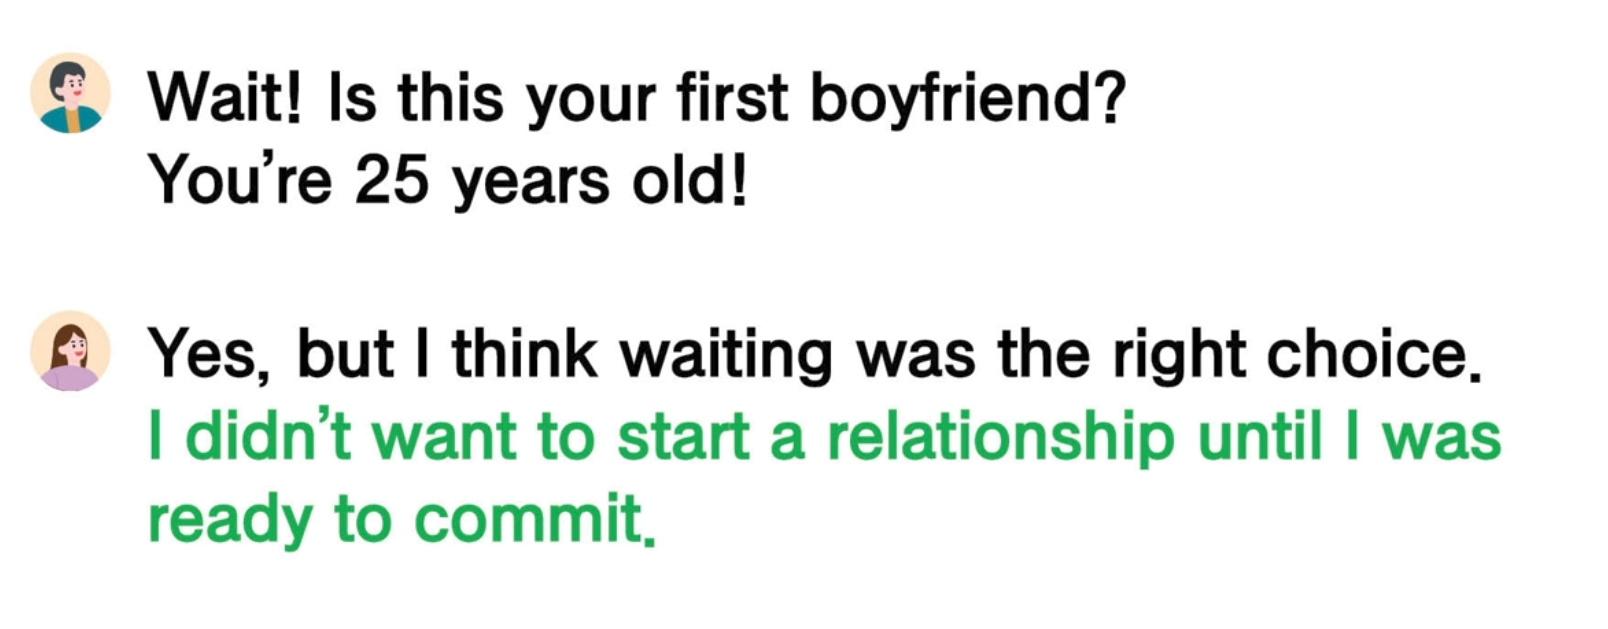 Wait! Is this your first boyfriend?
You’re 25 years old!
Yes, but I think waiting was the right choice.
I didn’t want to start a relationship until I was
ready to commit.